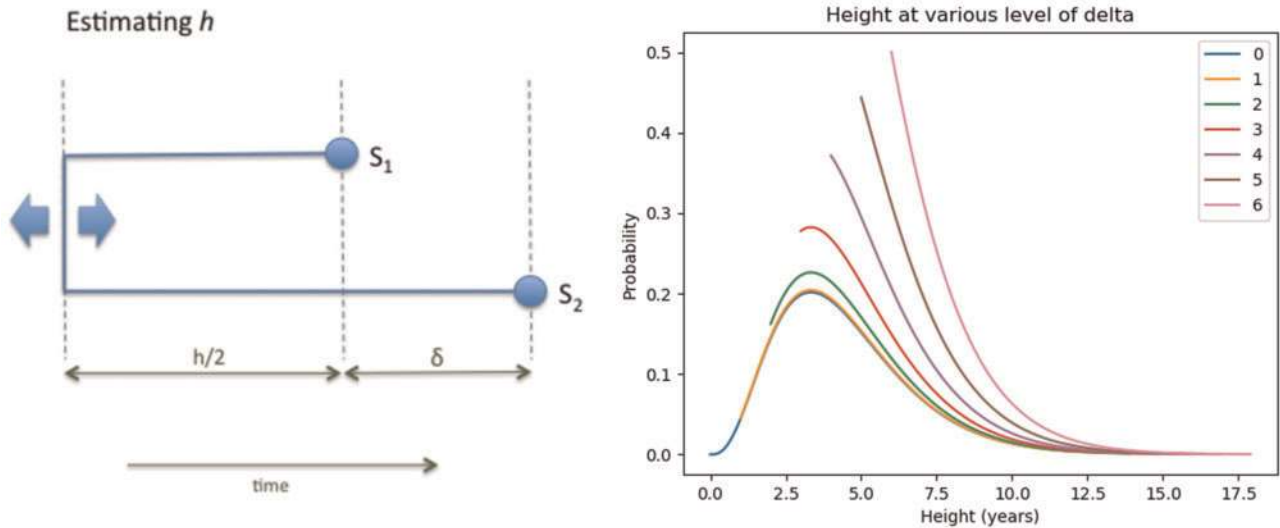 Estimating h
S1
S2
h/2
δ
time
Height at various level of delta
0.5
0.4
0.3
0.2
0.1
0.0
Probability
0
1
2
3
4
5
6
0.0 2.5 5.0 7.5 10.0 12.5 15.0 17.5
Height (years)